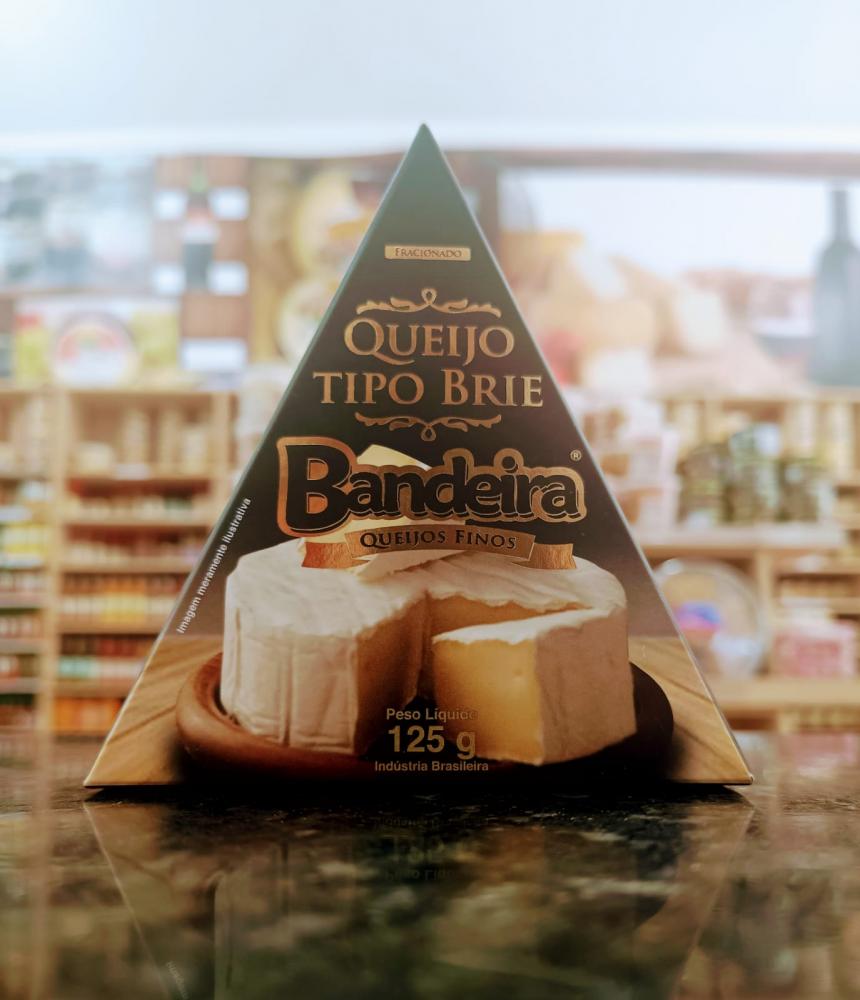 FRACIONADO
QUEIJO
TIPO BRIE
Bandeira®
QUEIJOS FINOS
Imagem meramente ilustrativa
Peso Líquido
125 g
Indústria Brasileira